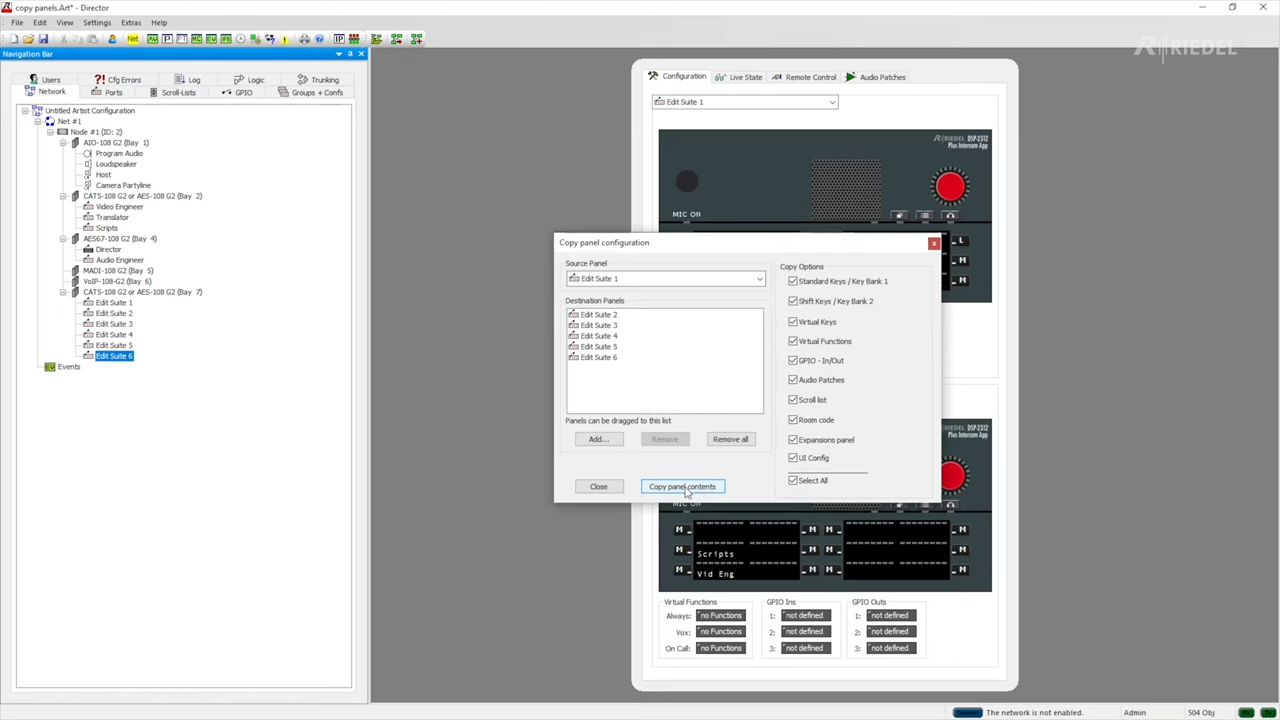 copy panels.Art* - Director
File Edit View Settings Extras Help
Net
IP
RIEDEL
Navigation Bar
Users Cfg Errors Log Logic Trunking
Network Ports Scroll-Lists GPIO Groups + Confs
Untitled Artist Configuration
Net #1
Node #1 (ID: 2)
AIO-108 G2 (Bay 1)
Program Audio
Loudspeaker
Host
Camera Partyline
CAT5-108 G2 or AES-108 G2 (Bay 2)
Video Engineer
Translator
Scripts
AES67-108 G2 (Bay 4)
Director
Audio Engineer
MADI-108 G2 (Bay 5)
VoIP-108-G2 (Bay 6)
CAT5-108 G2 or AES-108 G2 (Bay 7)
Edit Suite 1
Edit Suite 2
Edit Suite 3
Edit Suite 4
Edit Suite 5
Edit Suite 6
Events
Configuration Live State Remote Control Audio Patches
Edit Suite 1
RIEDEL DSP-2312
Plus Intercom App
MIC ON
L
M
M
Copy panel configuration
Source Panel
Edit Suite 1
Destination Panels
Edit Suite 2
Edit Suite 3
Edit Suite 4
Edit Suite 5
Edit Suite 6
Panels can be dragged to this list
Add... Remove Remove all
Close Copy panel contents
Copy Options
Standard Keys / Key Bank 1
Shift Keys / Key Bank 2
Virtual Keys
Virtual Functions
GPIO - In/Out
Audio Patches
Scroll list
Room code
Expansions panel
UI Config
Select All
RIEDEL DSP-2312
Plus Intercom App
MIC ON
M M M M
M Scripts M M M
M Vid Eng M M M
Virtual Functions GPIO Ins GPIO Outs
Always: no Functions 1: not defined 1: not defined
Vox: no Functions 2: not defined 2: not defined
On Call: no Functions 3: not defined 3: not defined
The network is not enabled. Admin 504 Obj